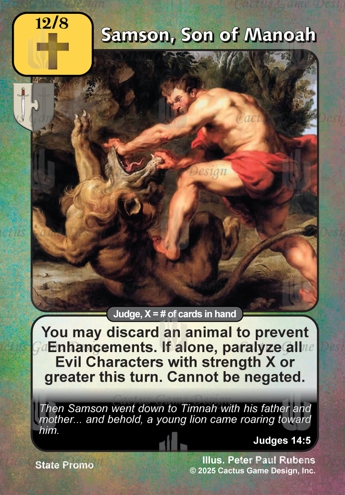 12/8
Samson, Son of Manoah
Judge, X = # of cards in hand
You may discard an animal to prevent
Enhancements. If alone, paralyze all
Evil Characters with strength X or
greater this turn. Cannot be negated.
Then Samson went down to Timnah with his father and
mother... and behold, a young lion came roaring toward
him.
Judges 14:5
State Promo
Illus. Peter Paul Rubens
© 2025 Cactus Game Design, Inc.